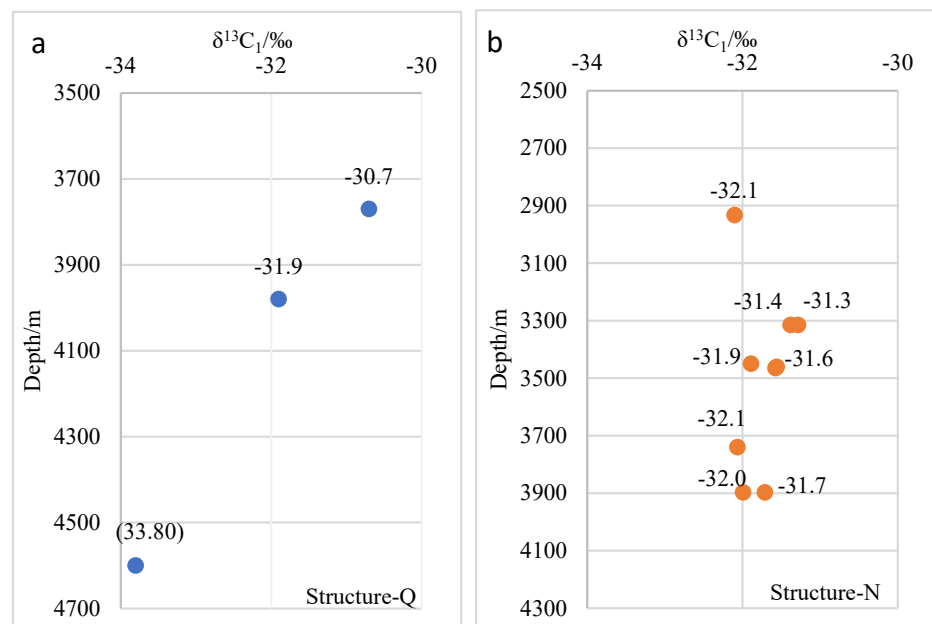 a
δ¹³C₁/‰
-34 -32 -30
3500
3700
3900
4100
4300
4500
4700
Depth/m
-30.7
-31.9
(33.80)
Structure-Q
b
δ¹³C₁/‰
-34 -32 -30
2500
2700
2900
3100
3300
3500
3700
3900
4100
4300
Depth/m
-32.1
-31.4 -31.3
-31.9 -31.6
-32.1
-32.0 -31.7
Structure-N